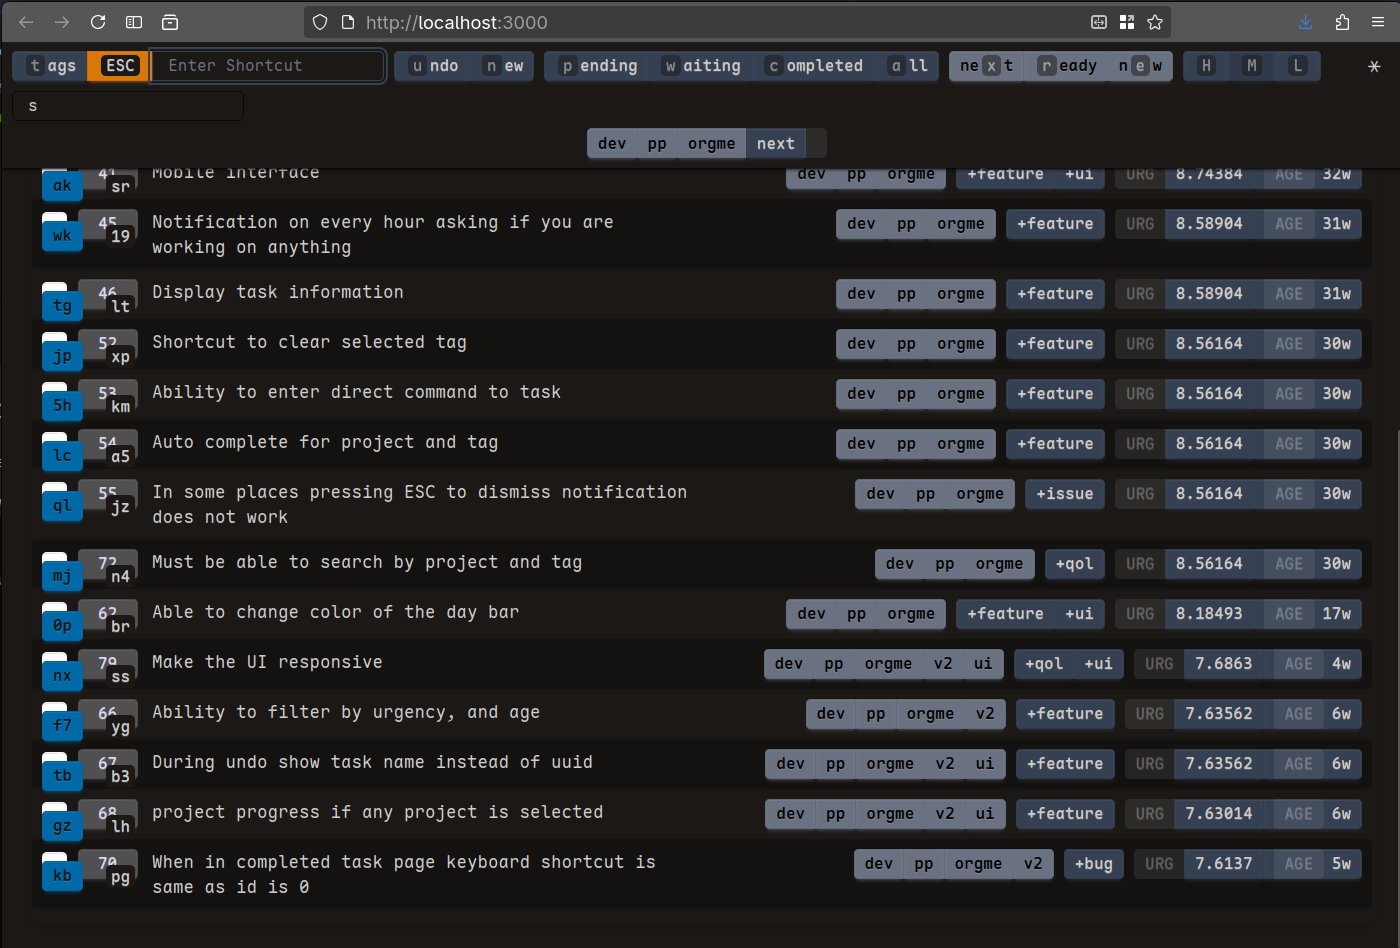 http://localhost:3000
tags ESC Enter Shortcut undo new pending waiting completed all next ready new H M L
s
dev pp orgme next
ak 41 sr Mobile interface dev pp orgme +feature +ui URG 8.74384 AGE 32w
wk 45 19 Notification on every hour asking if you are dev pp orgme +feature URG 8.58904 AGE 31w
working on anything
tg 46 lt Display task information dev pp orgme +feature URG 8.58904 AGE 31w
jp 52 xp Shortcut to clear selected tag dev pp orgme +feature URG 8.56164 AGE 30w
5h 53 km Ability to enter direct command to task dev pp orgme +feature URG 8.56164 AGE 30w
lc 54 a5 Auto complete for project and tag dev pp orgme +feature URG 8.56164 AGE 30w
ql 55 jz In some places pressing ESC to dismiss notification dev pp orgme +issue URG 8.56164 AGE 30w
does not work
mj 72 n4 Must be able to search by project and tag dev pp orgme +qol URG 8.56164 AGE 30w
0p 62 br Able to change color of the day bar dev pp orgme +feature +ui URG 8.18493 AGE 17w
nx 79 ss Make the UI responsive dev pp orgme v2 ui +qol +ui URG 7.6863 AGE 4w
f7 66 yg Ability to filter by urgency, and age dev pp orgme v2 +feature URG 7.63562 AGE 6w
tb 67 b3 During undo show task name instead of uuid dev pp orgme v2 ui +feature URG 7.63562 AGE 6w
gz 68 lh project progress if any project is selected dev pp orgme v2 ui +feature URG 7.63014 AGE 6w
kb 70 pg When in completed task page keyboard shortcut is dev pp orgme v2 +bug URG 7.6137 AGE 5w
same as id is 0